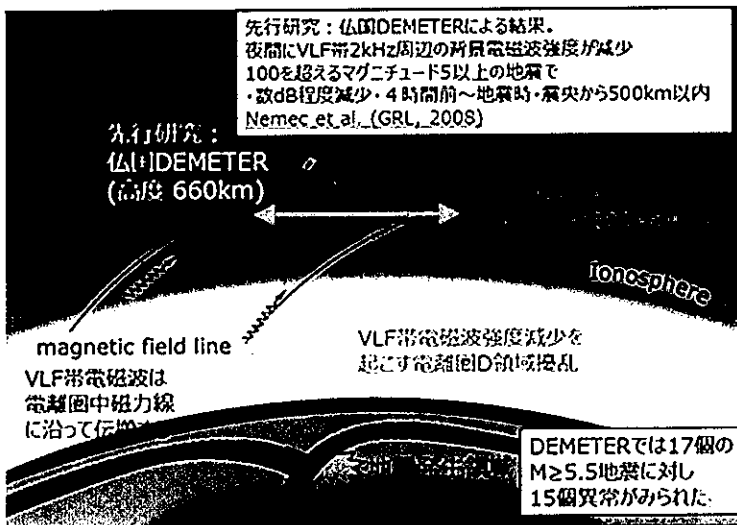 先行研究：仏国DEMETERによる結果。
夜間にVLF帯2kHz周辺の背景電磁波強度が減少
100を超えるマグニチュード5以上の地震で
・数dB程度減少・4時間前～地震時・震央から500km以内
Nemec et al. (GRL, 2008)
先行研究：
仏国DEMETER
(高度 660km)
Ionosphere
magnetic field line
VLF帯電磁波は
電離圏中磁力線
に沿って伝搬
VLF帯電磁波強度減少を
起こす電離圏D領域擾乱
DEMETERでは17個の
M≥5.5地震に対し
15個異常がみられた